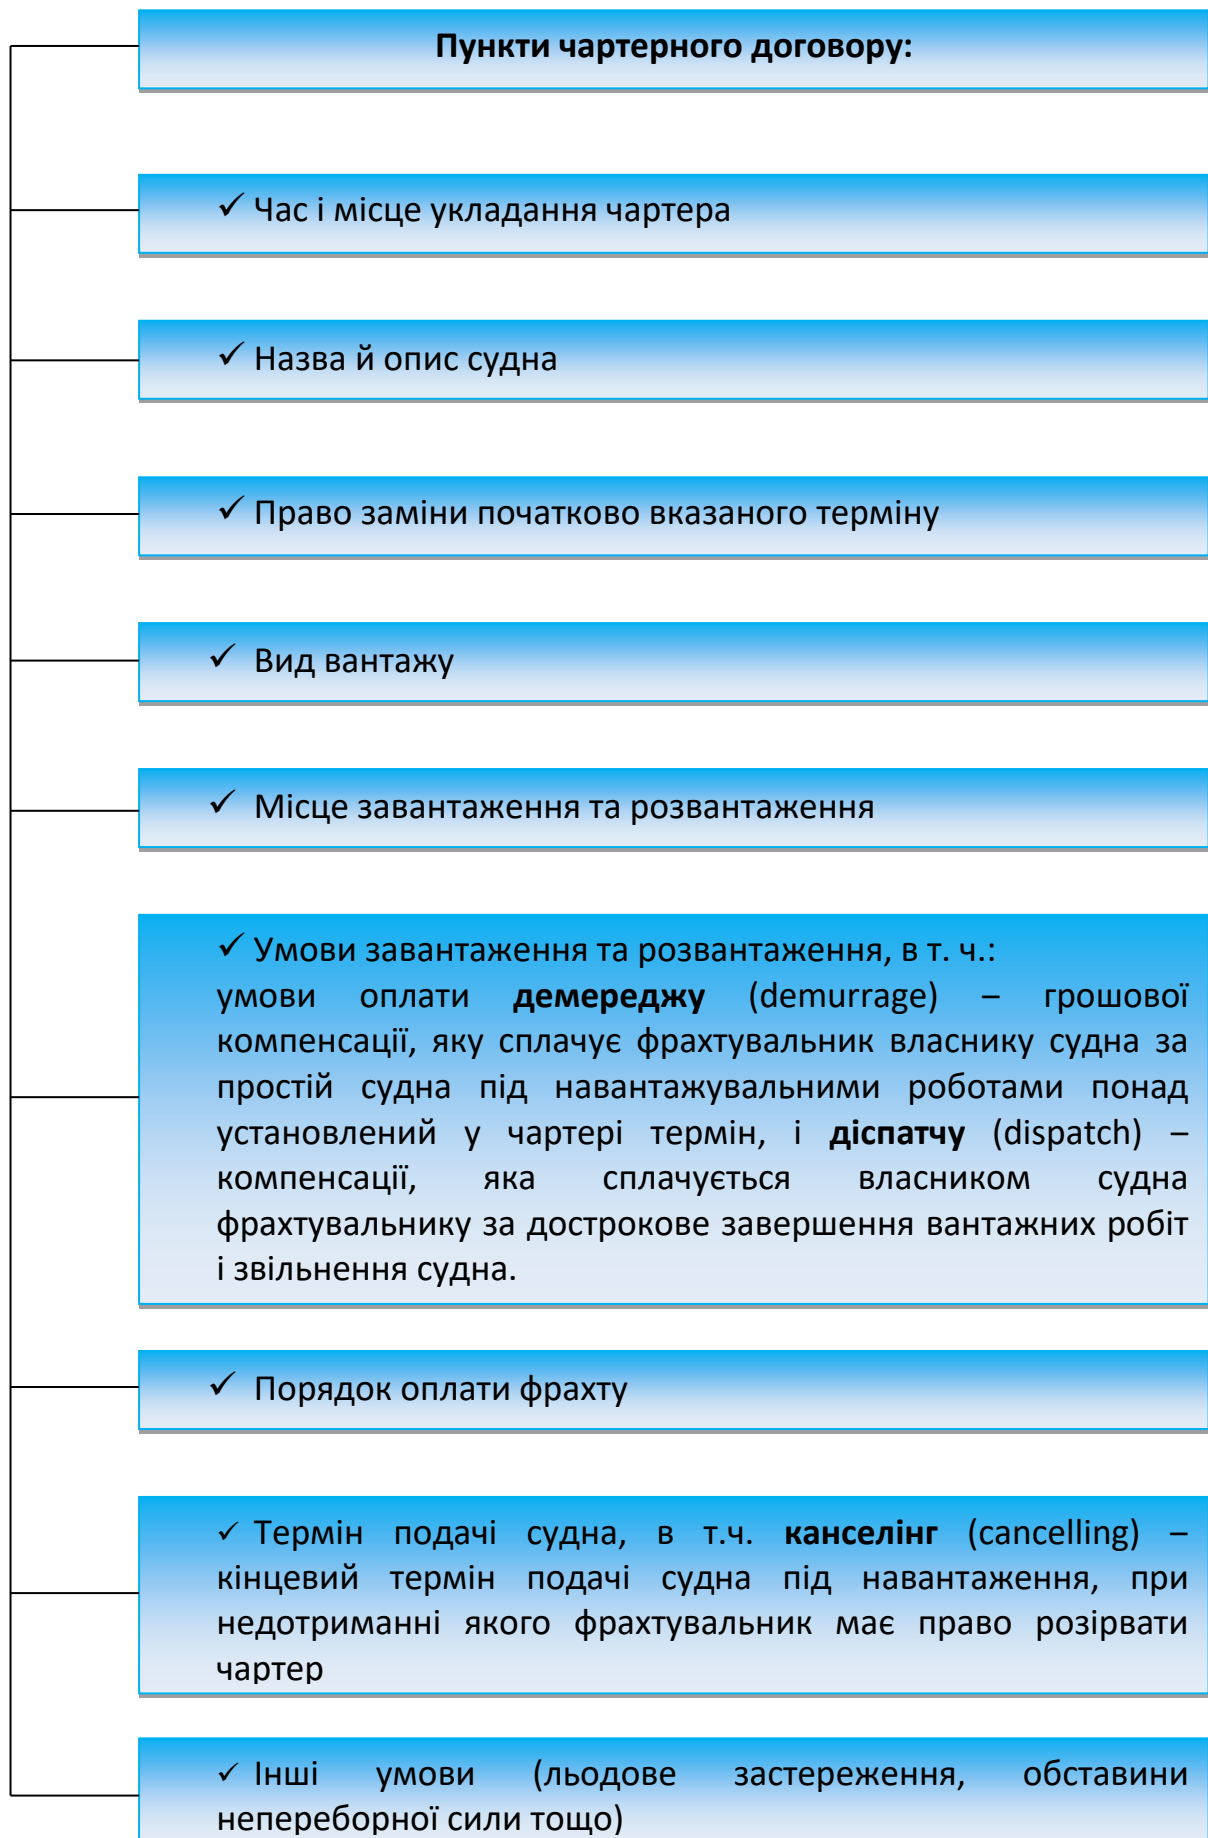 Пункти чартерного договору:
✓ Час і місце укладання чартера
✓ Назва й опис судна
✓ Право заміни початково вказаного терміну
✓ Вид вантажу
✓ Місце завантаження та розвантаження
✓ Умови завантаження та розвантаження, в т. ч.:
умови оплати демереджу (demurrage) – грошової
компенсації, яку сплачує фрахтувальник власнику судна за
простій судна під навантажувальними роботами понад
установлений у чартері термін, і діспатчу (dispatch) –
компенсації, яка сплачується власником судна
фрахтувальнику за дострокове завершення вантажних робіт
і звільнення судна.
✓ Порядок оплати фрахту
✓ Термін подачі судна, в т.ч. канселінг (cancelling) –
кінцевий термін подачі судна під навантаження, при
недотриманні якого фрахтувальник має право розірвати
чартер
✓ Інші умови (льодове застереження, обставини
непереборної сили тощо)